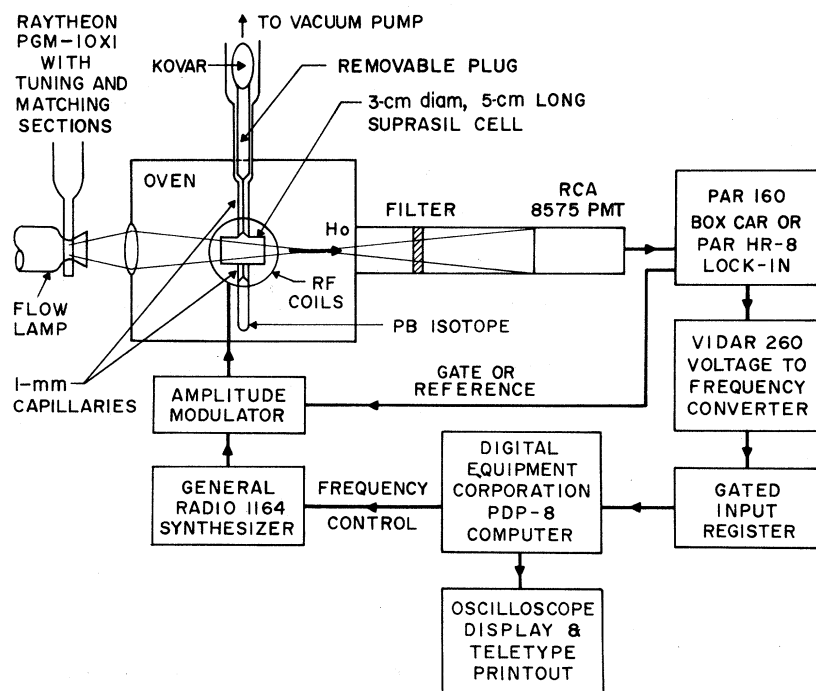 RAYTHEON
PGM-10X1
WITH
TUNING AND
MATCHING
SECTIONS
TO VACUUM PUMP
KOVAR
REMOVABLE PLUG
3-cm diam, 5-cm LONG
SUPRASIL CELL
OVEN
Ho
FILTER
RCA
8575 PMT
PAR 160
BOX CAR OR
PAR HR-8
LOCK-IN
FLOW
LAMP
RF
COILS
PB ISOTOPE
1-mm
CAPILLARIES
AMPLITUDE
MODULATOR
GATE OR
REFERENCE
VIDAR 260
VOLTAGE TO
FREQUENCY
CONVERTER
GENERAL
RADIO 1164
SYNTHESIZER
FREQUENCY
CONTROL
DIGITAL
EQUIPMENT
CORPORATION
PDP-8
COMPUTER
GATED
INPUT
REGISTER
OSCILLOSCOPE
DISPLAY &
TELETYPE
PRINTOUT